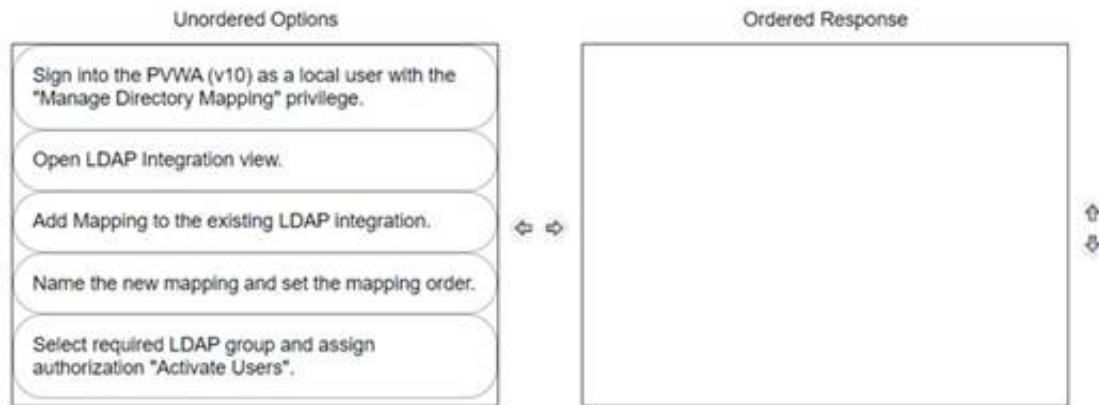 Unordered Options
Ordered Response
Sign into the PVWA (v10) as a local user with the
"Manage Directory Mapping" privilege.
Open LDAP Integration view.
Add Mapping to the existing LDAP integration.
Name the new mapping and set the mapping order.
Select required LDAP group and assign
authorization "Activate Users".